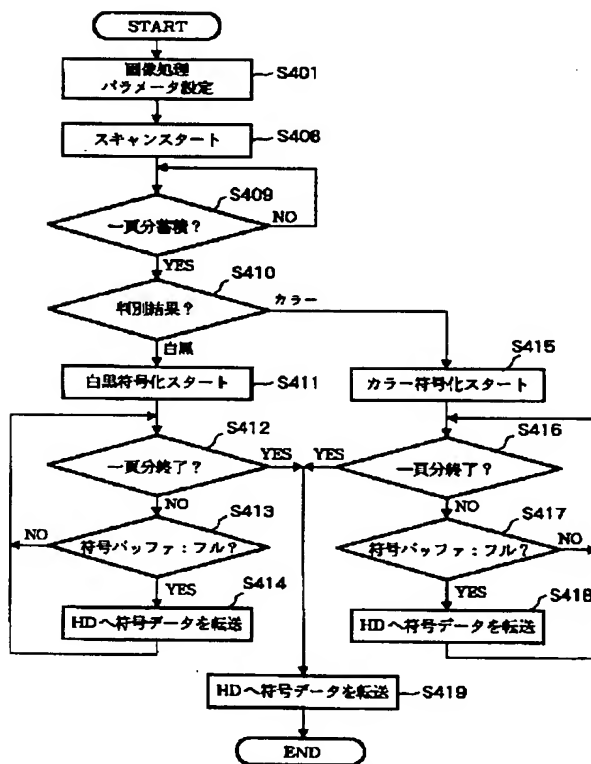 START
画像処理
パラメータ設定
S401
スキャンスタート
S408
S409
一頁分蓄積？
NO
YES
S410
判別結果？
カラー
白黒
S415
白黒符号化スタート
S411
カラー符号化スタート
S412
S416
一頁分終了？
YES
YES
一頁分終了？
NO
S413
NO
S417
NO
符号バッファ：フル？
符号バッファ：フル？
NO
YES
S414
YES
S418
HDへ符号データを転送
HDへ符号データを転送
HDへ符号データを転送
S419
END